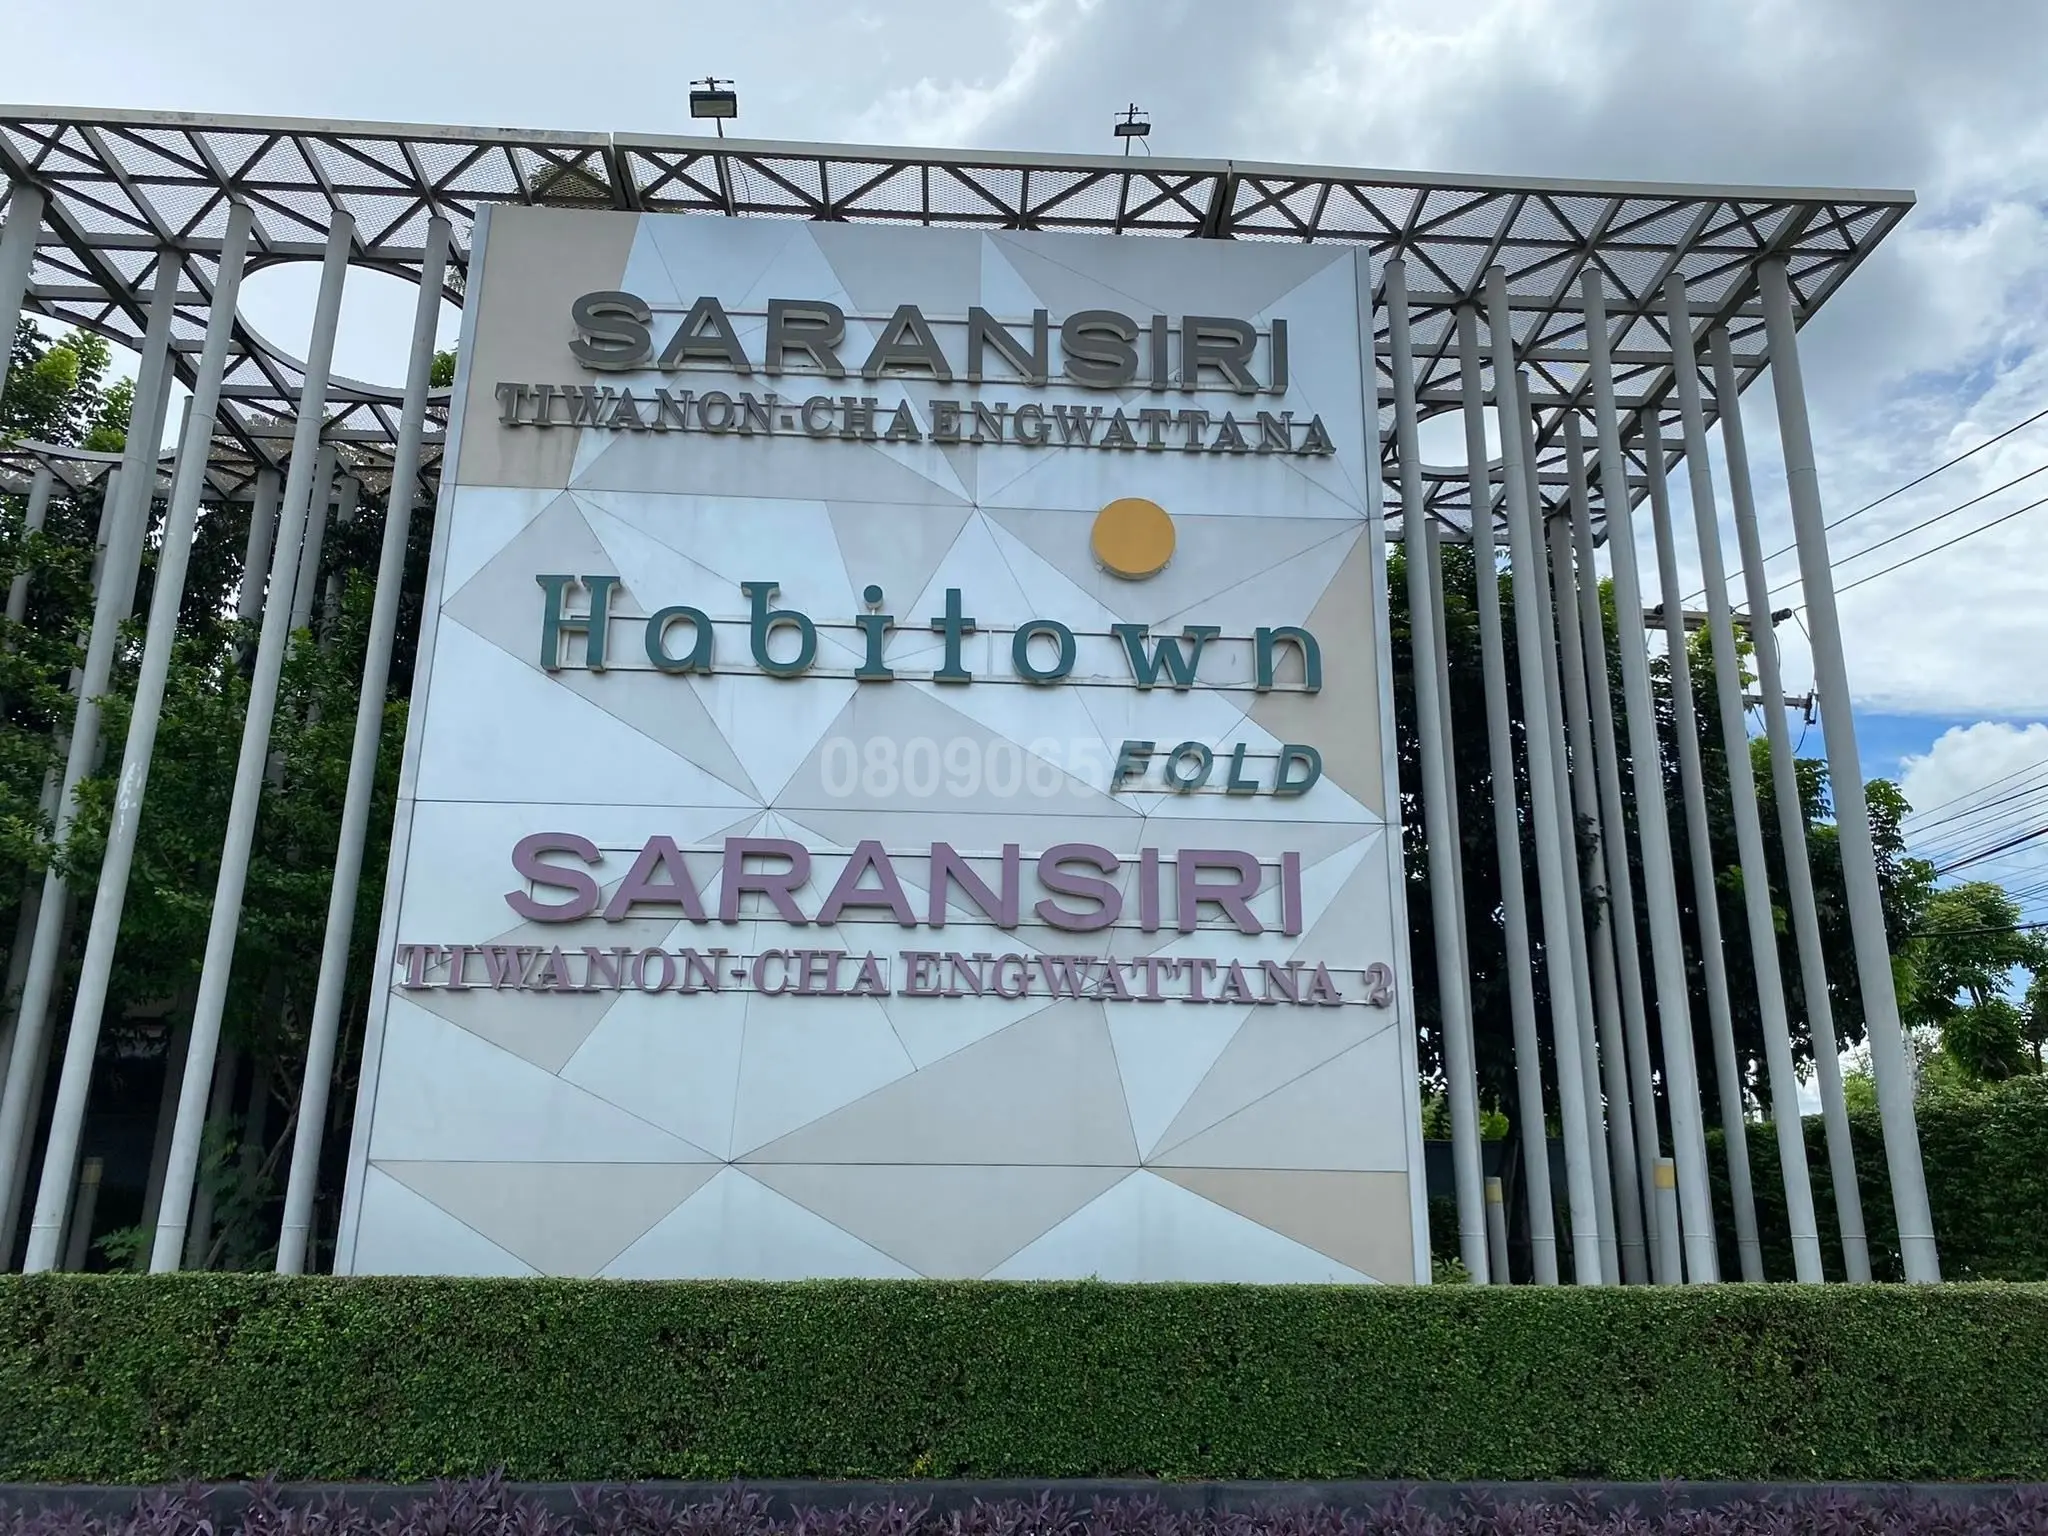 SARANSIRI
TIWANON-CHAENGWATTANA
Habitown
FOLD
SARANSIRI
TIWANON-CHAENGWATTANA 2